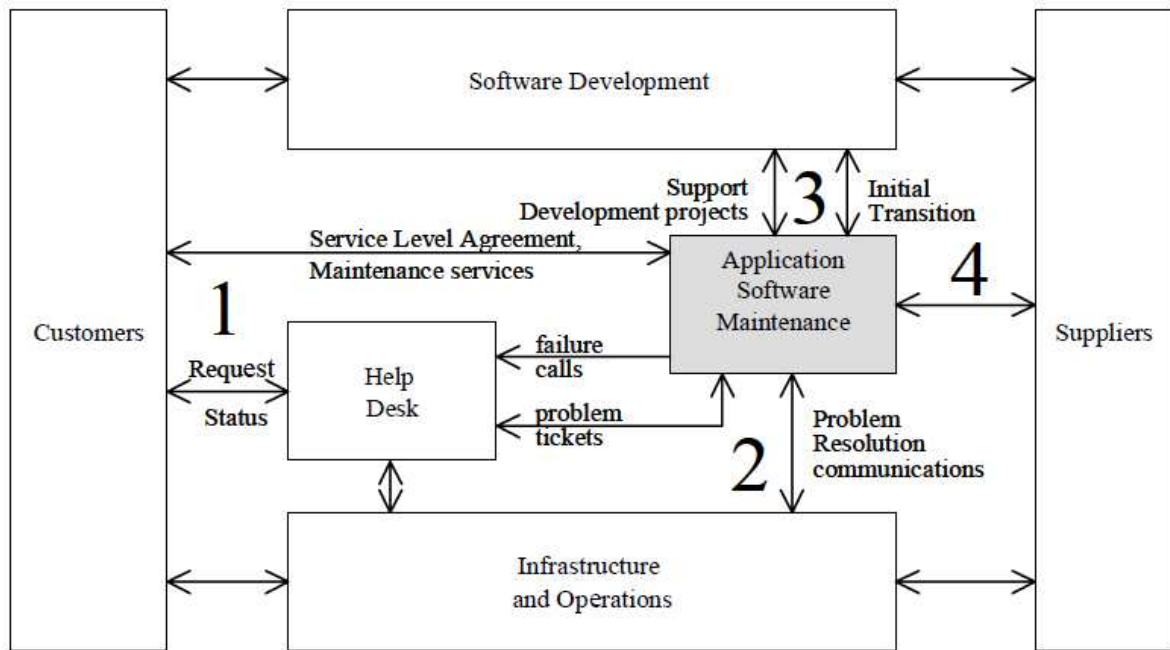 Software Development
Support
Development projects
3
Initial
Transition
Service Level Agreement,
Maintenance services
Application
Software
Maintenance
4
1
Customers
Suppliers
Request
Status
Help
Desk
failure
calls
problem
tickets
2
Problem
Resolution
communications
Infrastructure
and Operations